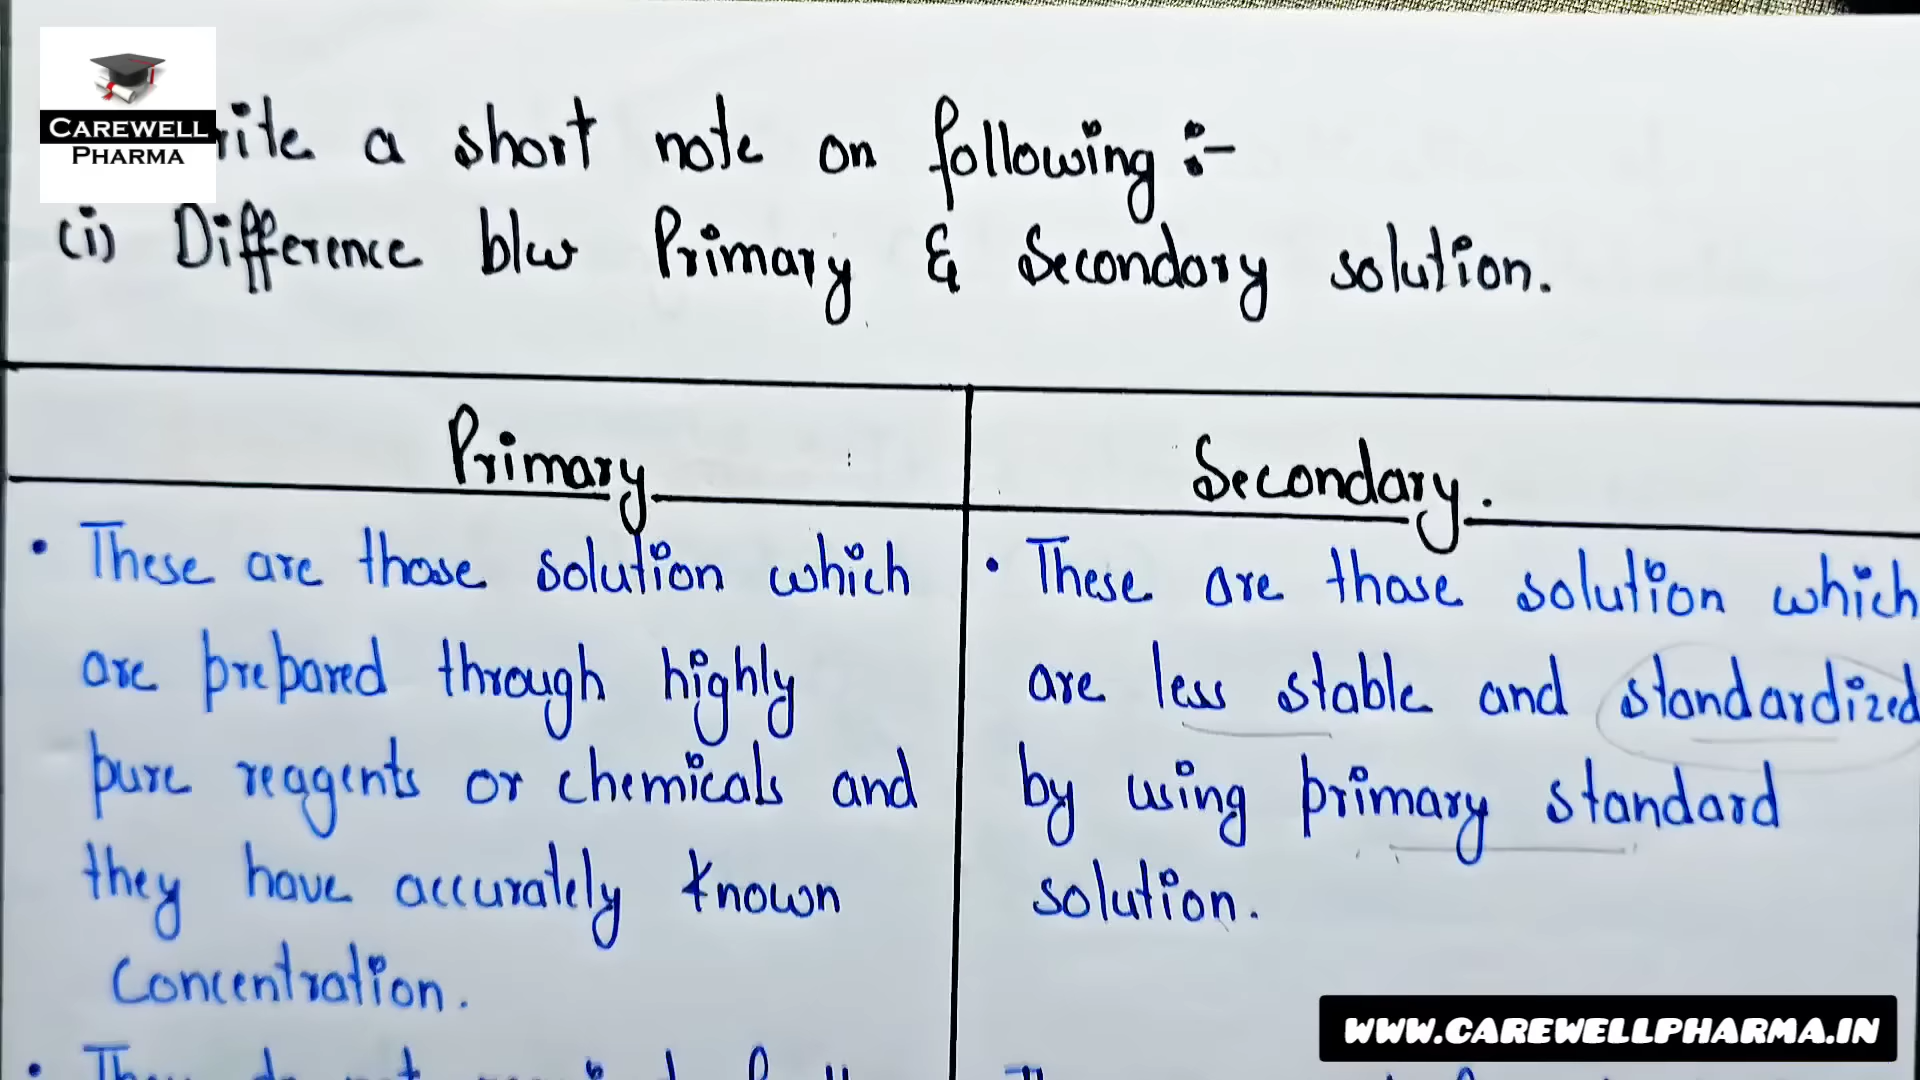 CAREWELL
PHARMA
rite a short note on following :-
(i) Difference b/w Primary & Secondary solution.
Primary
• These are those solution which
are prepared through highly
pure reagents or chemicals and
they have accurately known
Concentration.
Secondary.
• These are those solution which
are less stable and standardized
by using primary standard
solution.
WWW.CAREWELLPHARMA.IN